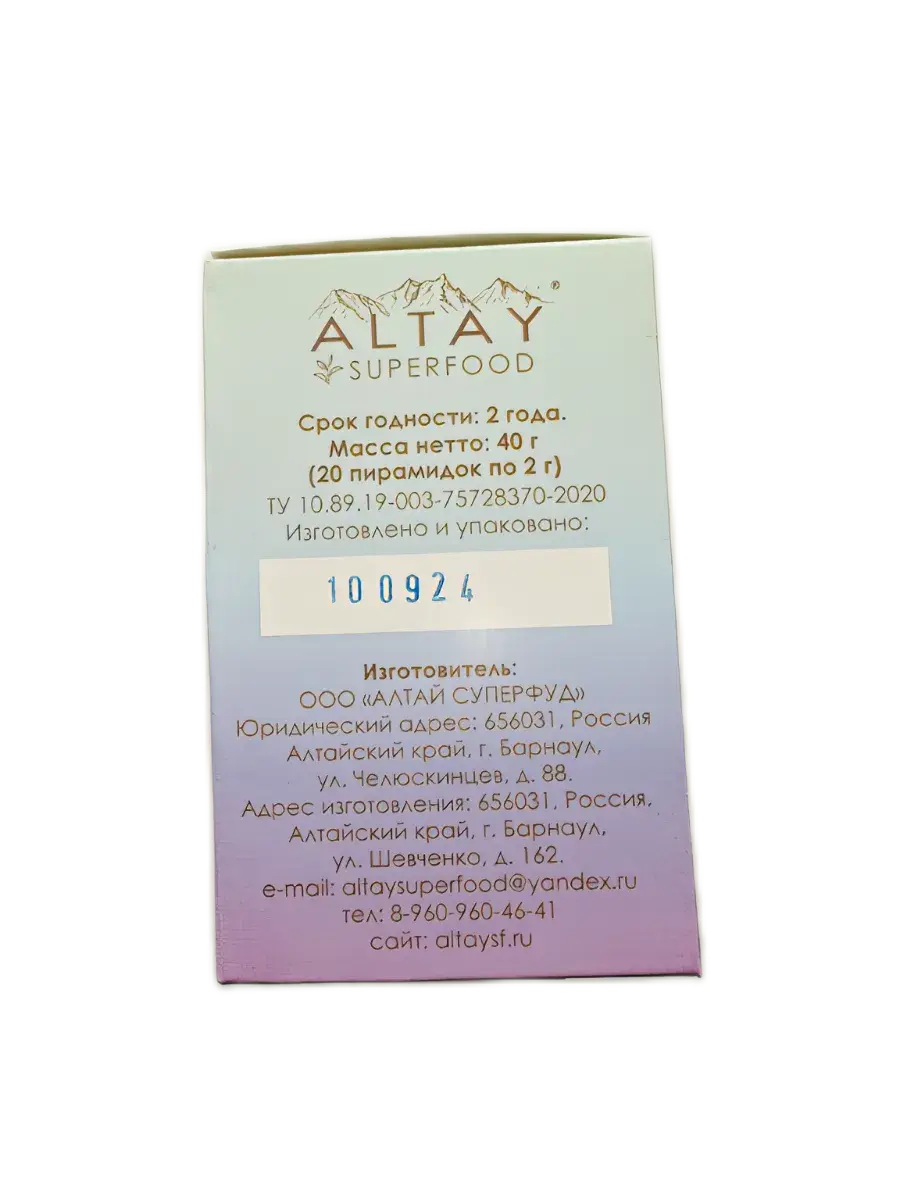 ALTAY®
SUPERFOOD
Срок годности: 2 года.
Масса нетто: 40 г
(20 пирамидок по 2 г)
ТУ 10.89.19-003-75728370-2020
Изготовлено и упаковано:
100924
Изготовитель:
ООО «АЛТАЙ СУПЕРФУД»
Юридический адрес: 656031, Россия
Алтайский край, г. Барнаул,
ул. Челюскинцев, д. 88.
Адрес изготовления: 656031, Россия,
Алтайский край, г. Барнаул,
ул. Шевченко, д. 162.
e-mail: altaysuperfood@yandex.ru
тел: 8-960-960-46-41
сайт: altaysf.ru